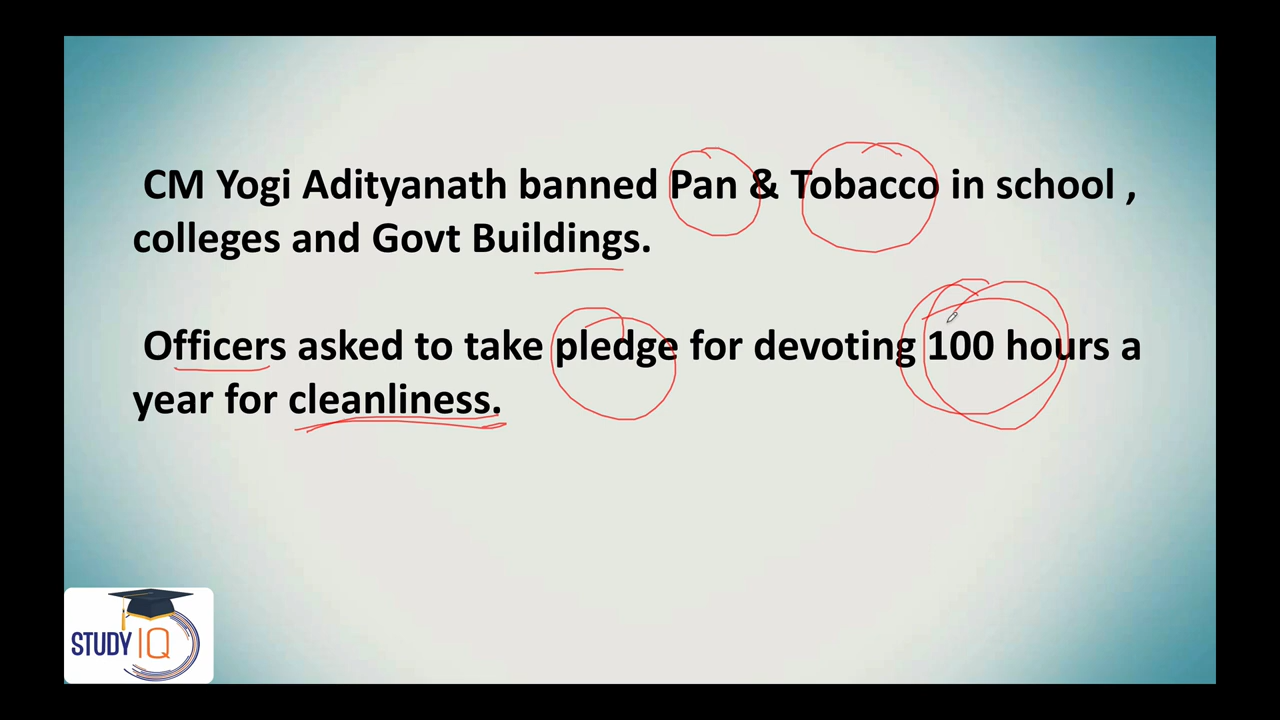 CM Yogi Adityanath banned Pan & Tobacco in school ,
colleges and Govt Buildings.
Officers asked to take pledge for devoting 100 hours a
year for cleanliness.
STUDY IQ